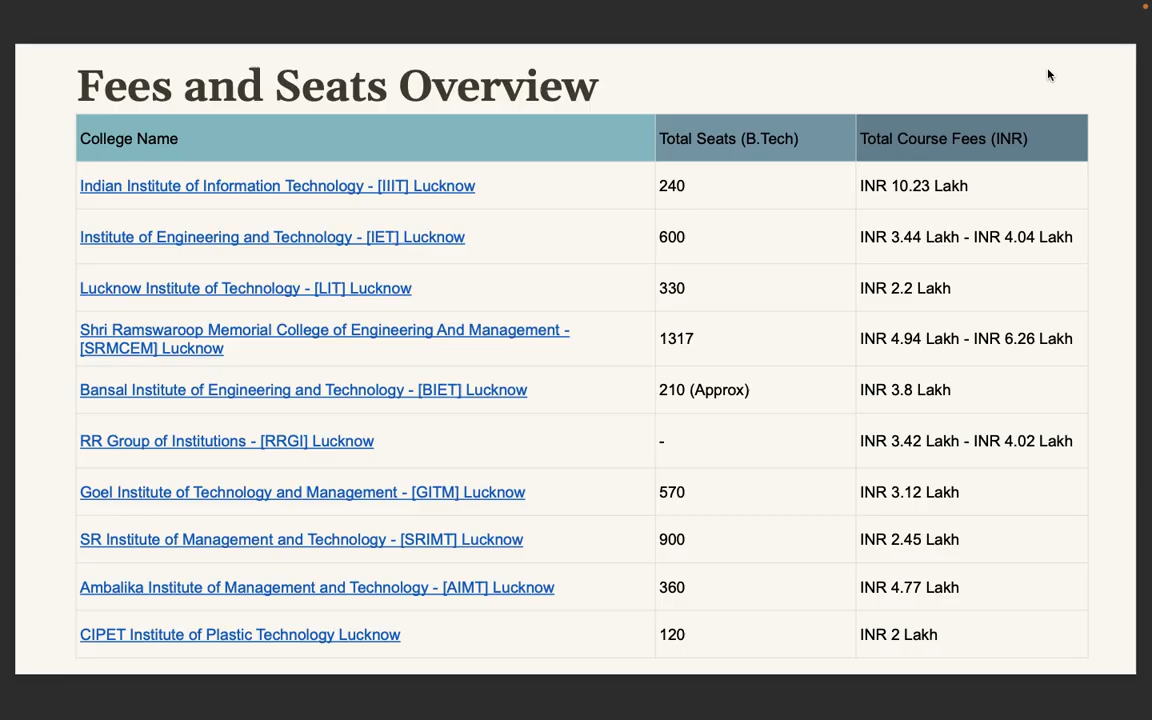 Fees and Seats Overview
College Name Total Seats (B.Tech) Total Course Fees (INR)
Indian Institute of Information Technology - [IIIT] Lucknow 240 INR 10.23 Lakh
Institute of Engineering and Technology - [IET] Lucknow 600 INR 3.44 Lakh - INR 4.04 Lakh
Lucknow Institute of Technology - [LIT] Lucknow 330 INR 2.2 Lakh
Shri Ramswaroop Memorial College of Engineering And Management -
[SRMCEM] Lucknow 1317 INR 4.94 Lakh - INR 6.26 Lakh
Bansal Institute of Engineering and Technology - [BIET] Lucknow 210 (Approx) INR 3.8 Lakh
RR Group of Institutions - [RRGI] Lucknow - INR 3.42 Lakh - INR 4.02 Lakh
Goel Institute of Technology and Management - [GITM] Lucknow 570 INR 3.12 Lakh
SR Institute of Management and Technology - [SRIMT] Lucknow 900 INR 2.45 Lakh
Ambalika Institute of Management and Technology - [AIMT] Lucknow 360 INR 4.77 Lakh
CIPET Institute of Plastic Technology Lucknow 120 INR 2 Lakh